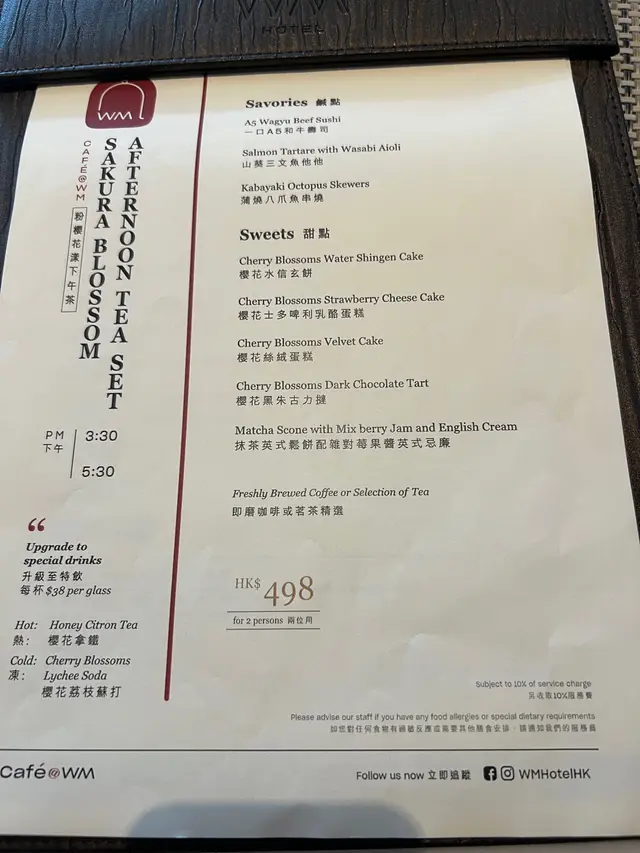 WM
HOTEL
WM
CAFÉ@WM
SAKURA BLOSSOM
AFTERNOON TEA SET
粉櫻花漾下午茶
PM 3:30
下午
5:30
“
Upgrade to
special drinks
升級至特飲
每杯 $38 per glass
Hot: Honey Citron Tea
熱: 櫻花拿鐵
Cold: Cherry Blossoms
凍: Lychee Soda
櫻花荔枝蘇打
Savories 鹹點
A5 Wagyu Beef Sushi
一口A5和牛壽司
Salmon Tartare with Wasabi Aioli
山葵三文魚他他
Kabayaki Octopus Skewers
蒲燒八爪魚串燒
Sweets 甜點
Cherry Blossoms Water Shingen Cake
櫻花水信玄餅
Cherry Blossoms Strawberry Cheese Cake
櫻花士多啤利乳酪蛋糕
Cherry Blossoms Velvet Cake
櫻花絲絨蛋糕
Cherry Blossoms Dark Chocolate Tart
櫻花黑朱古力撻
Matcha Scone with Mix berry Jam and English Cream
抹茶英式鬆餅配雜對莓果醬英式忌廉
Freshly Brewed Coffee or Selection of Tea
即磨咖啡或茗茶精選
HK$ 498
for 2 persons 兩位用
Subject to 10% of service charge
另收取10%服務費
Please advise our staff if you have any food allergies or special dietary requirements
如您對任何食物有過敏反應或需要其他膳食安排，請通知我們的服務員
Café@WM
Follow us now 立即追蹤 WMHotelHK